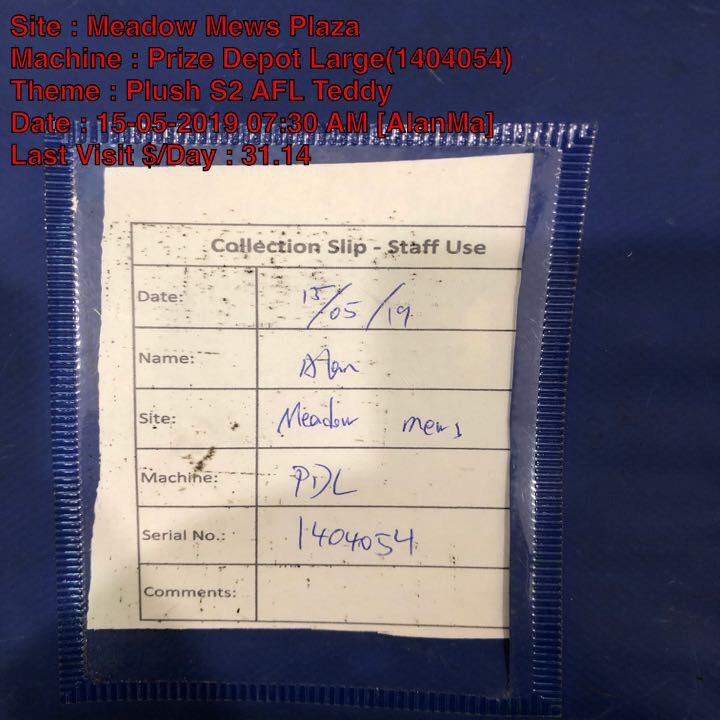 Site : Meadow Mews Plaza
Machine : Prize Depot Large(1404054)
Theme : Plush S2 AFL Teddy
Date : 15-05-2019 07:30 AM [AlanMa]
Last Visit $/Day : 31.14
Collection Slip - Staff Use
Date: 15/05/19
Name: Alan
Site: Meadow mews
Machine: PDL
Serial No.: 1404054
Comments: